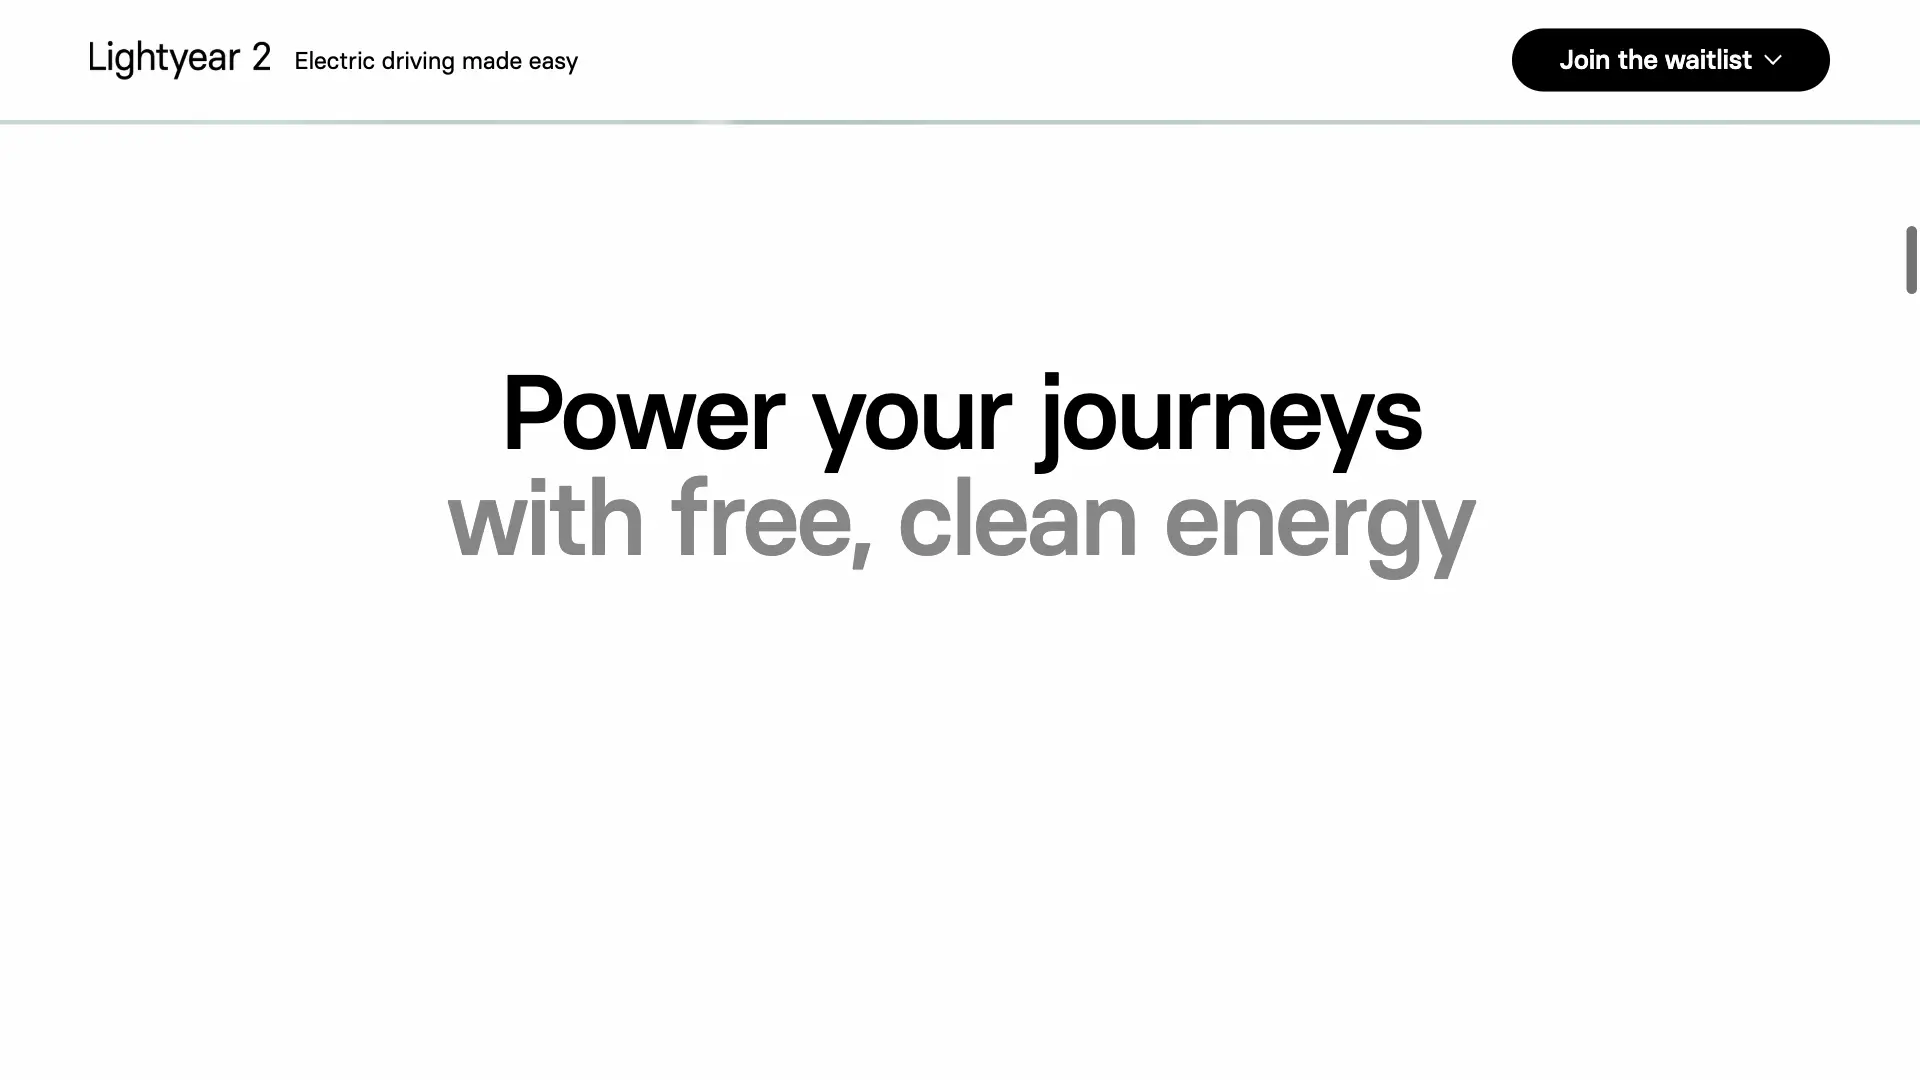 Lightyear 2 Electric driving made easy
Join the waitlist
Power your journeys
with free, clean energy